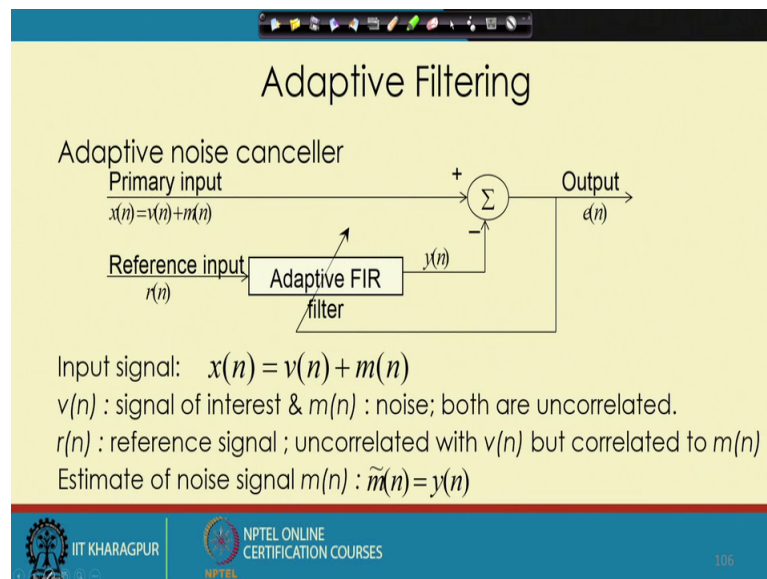 Adaptive Filtering
Adaptive noise canceller
Primary input
x(n)=v(n)+m(n)
+
Σ
Output
e(n)
−
Reference input
r(n)
Adaptive FIR
filter
y(n)
Input signal: x(n) = v(n) + m(n)
v(n) : signal of interest & m(n) : noise; both are uncorrelated.
r(n) : reference signal ; uncorrelated with v(n) but correlated to m(n)
Estimate of noise signal m(n) : m̃(n) = y(n)
IIT KHARAGPUR
NPTEL
NPTEL ONLINE
CERTIFICATION COURSES
106